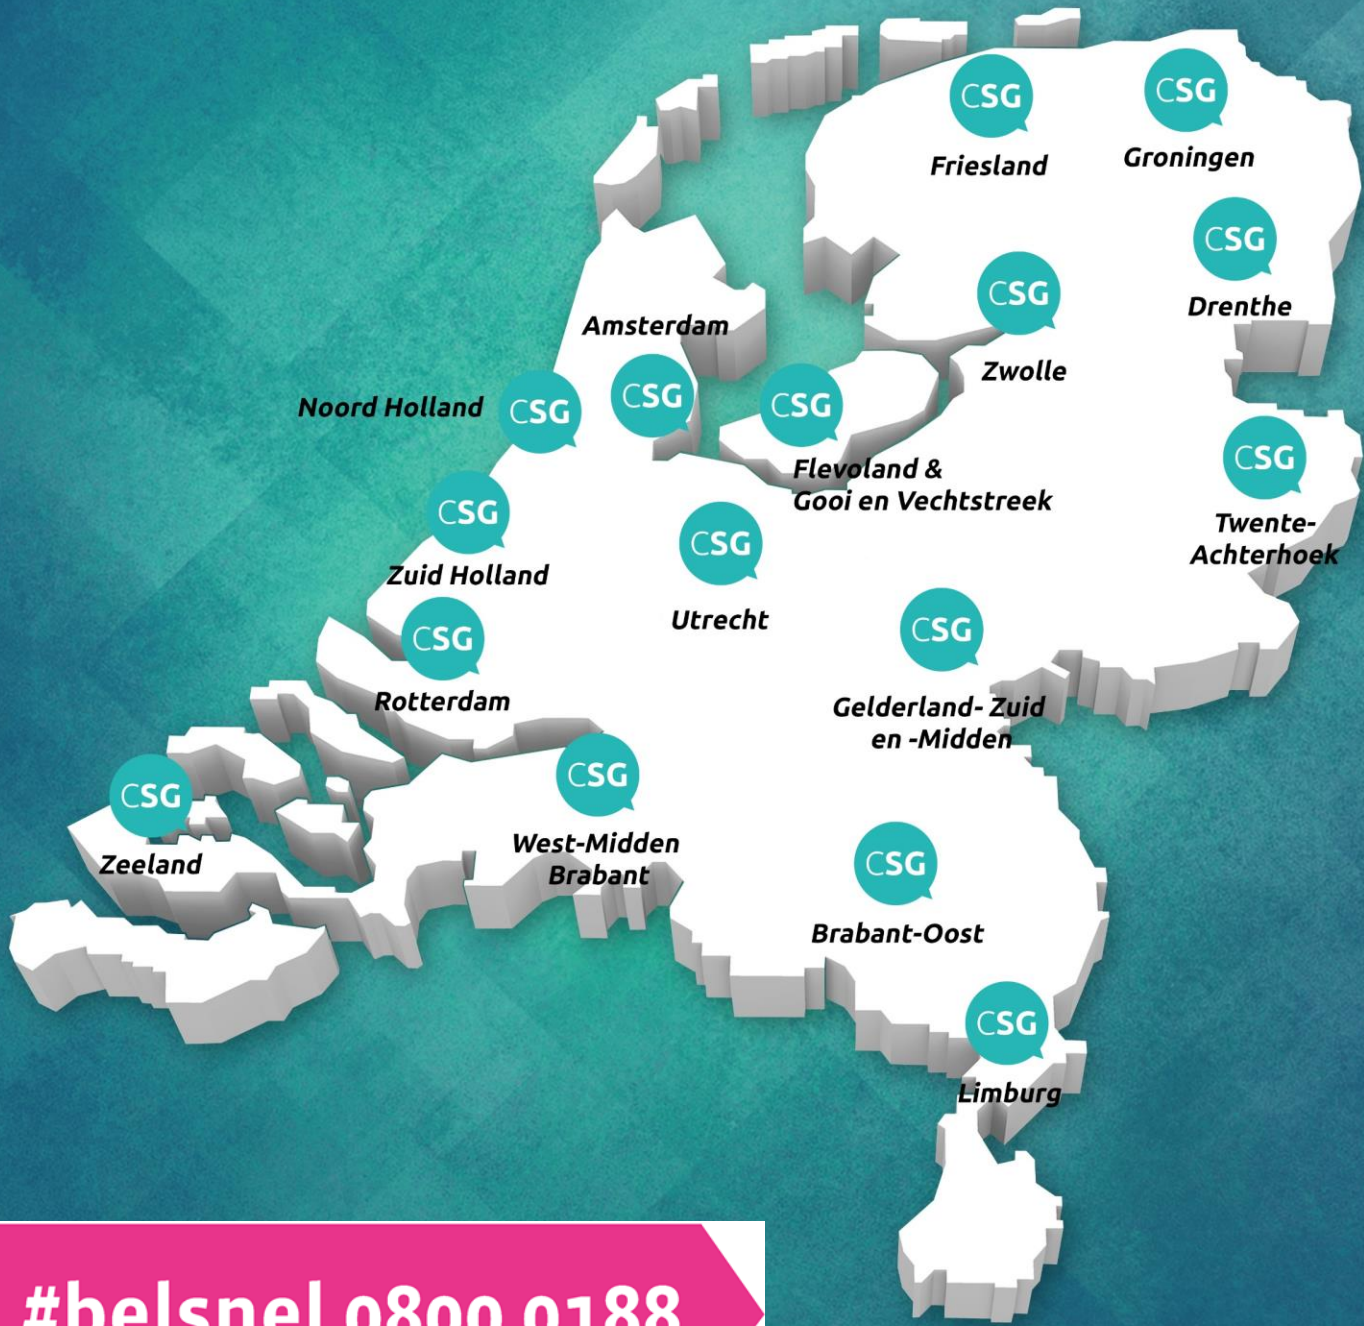 CSG
Friesland
CSG
Groningen
CSG
Drenthe
CSG
Zwolle
Amsterdam
CSG
Noord Holland
CSG
CSG
Flevoland &
Gooi en Vechtstreek
CSG
Twente-
Achterhoek
CSG
Zuid Holland
CSG
Utrecht
CSG
Rotterdam
CSG
Gelderland- Zuid
en -Midden
CSG
Zeeland
CSG
West-Midden
Brabant
CSG
Brabant-Oost
CSG
Limburg
#belsnel 0800 0188